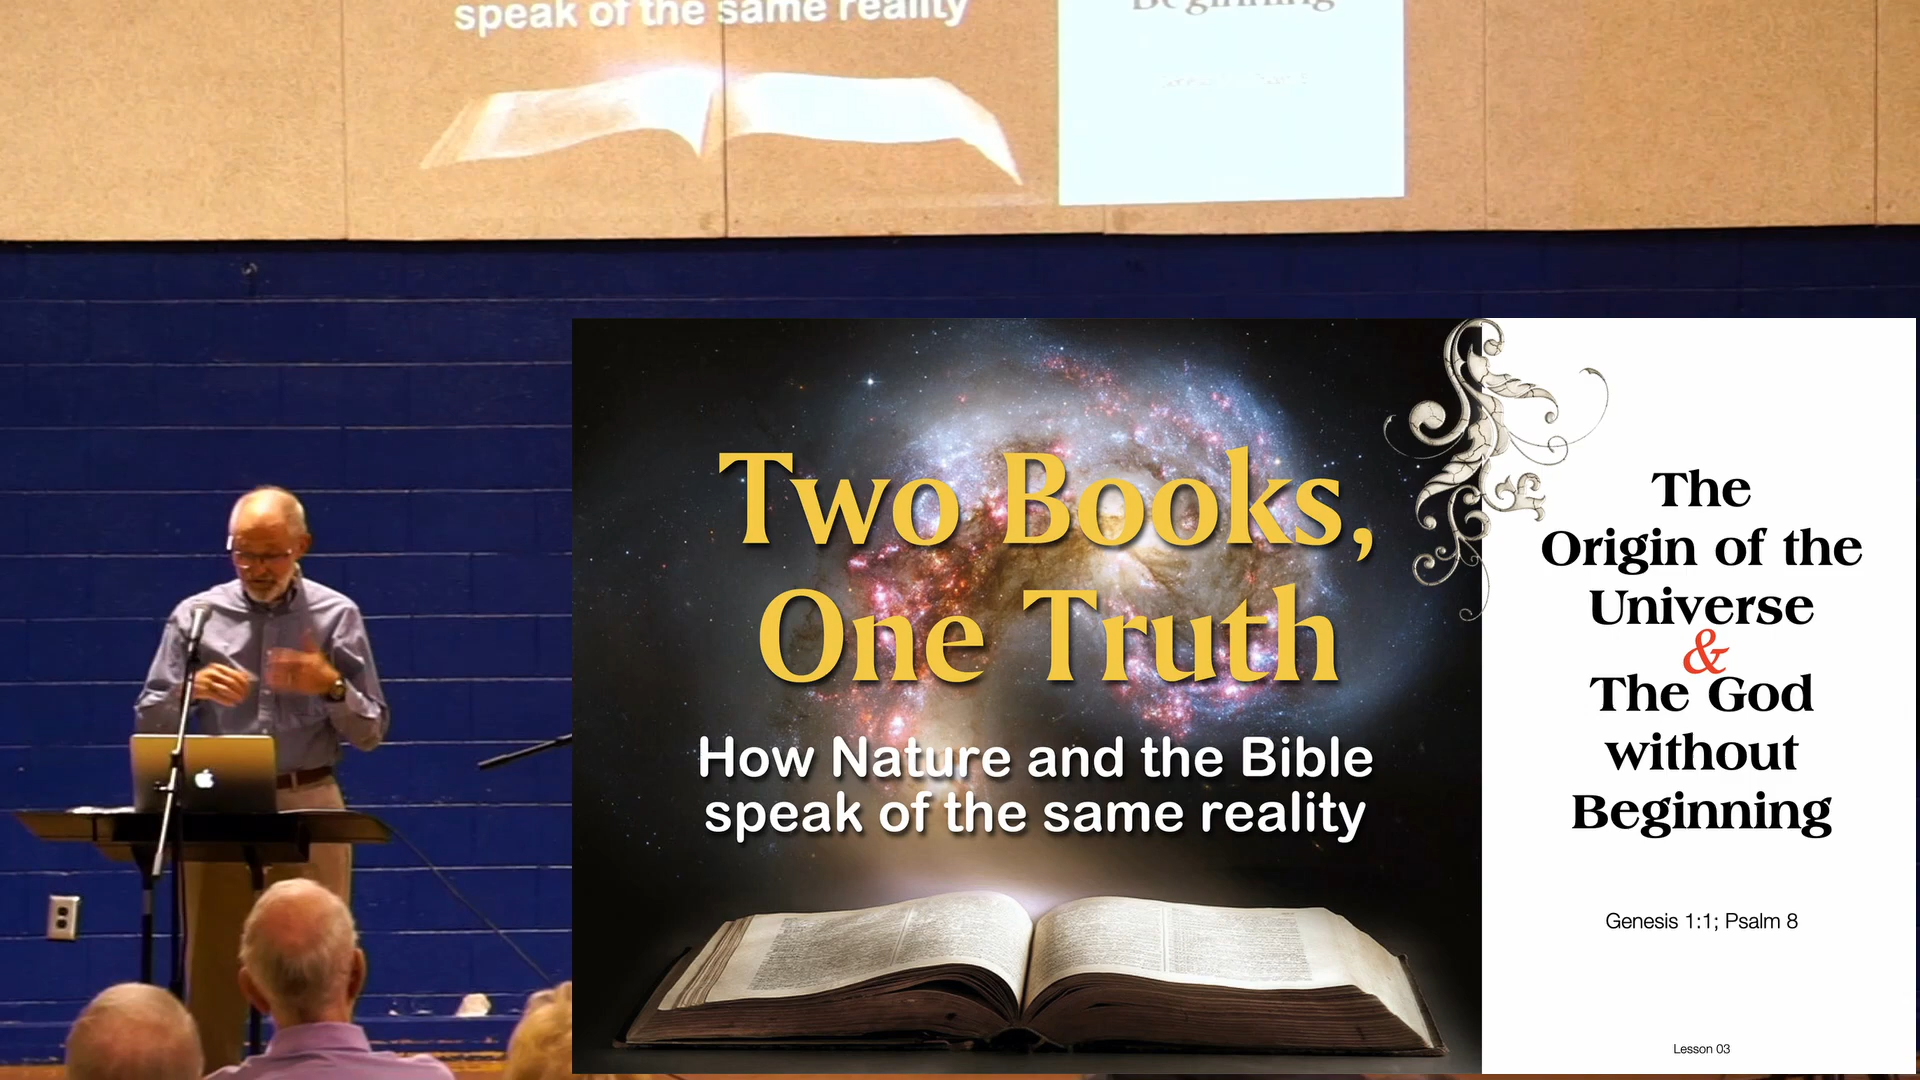 speak of the same reality
Beginning
Two Books,
One Truth
How Nature and the Bible
speak of the same reality
The
Origin of the
Universe
&
The God
without
Beginning
Genesis 1:1; Psalm 8
Lesson 03